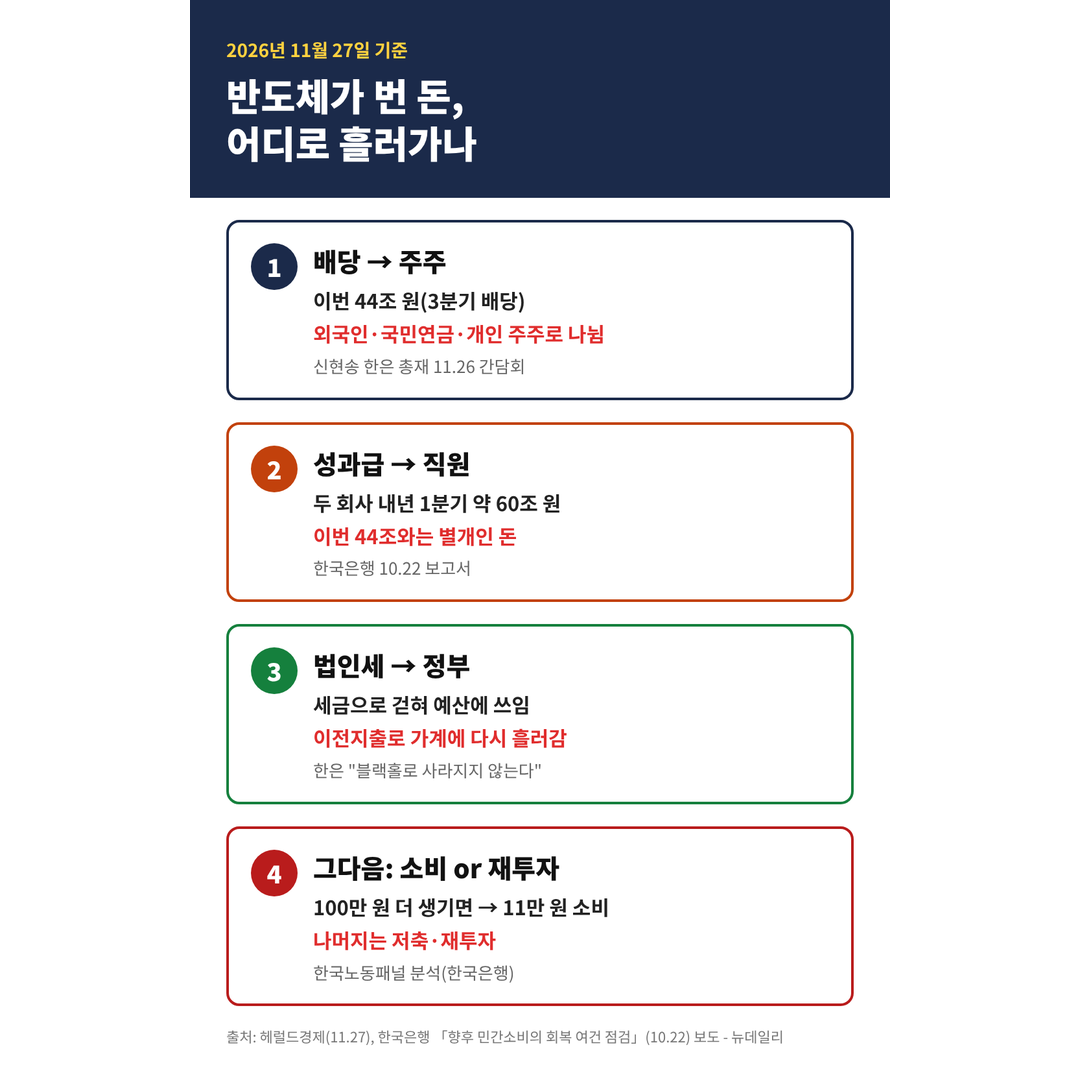 2026년 11월 27일 기준
반도체가 번 돈,
어디로 흘러가나
1
배당 → 주주
이번 44조 원(3분기 배당)
외국인·국민연금·개인 주주로 나뉨
신현송 한은 총재 11.26 간담회
2
성과급 → 직원
두 회사 내년 1분기 약 60조 원
이번 44조와는 별개인 돈
한국은행 10.22 보고서
3
법인세 → 정부
세금으로 걷혀 예산에 쓰임
이전지출로 가계에 다시 흘러감
한은 "블랙홀로 사라지지 않는다"
4
그다음: 소비 or 재투자
100만 원 더 생기면 → 11만 원 소비
나머지는 저축·재투자
한국노동패널 분석(한국은행)
출처: 헤럴드경제(11.27), 한국은행 「향후 민간소비의 회복 여건 점검」(10.22) 보도 - 뉴데일리